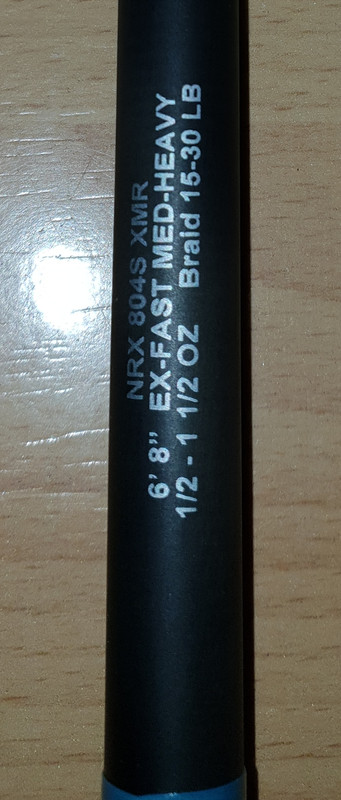 NRX 804S XMR
6' 8” EX-FAST MED-HEAVY
1/2 - 1 1/2 OZ Braid 15-30 LB